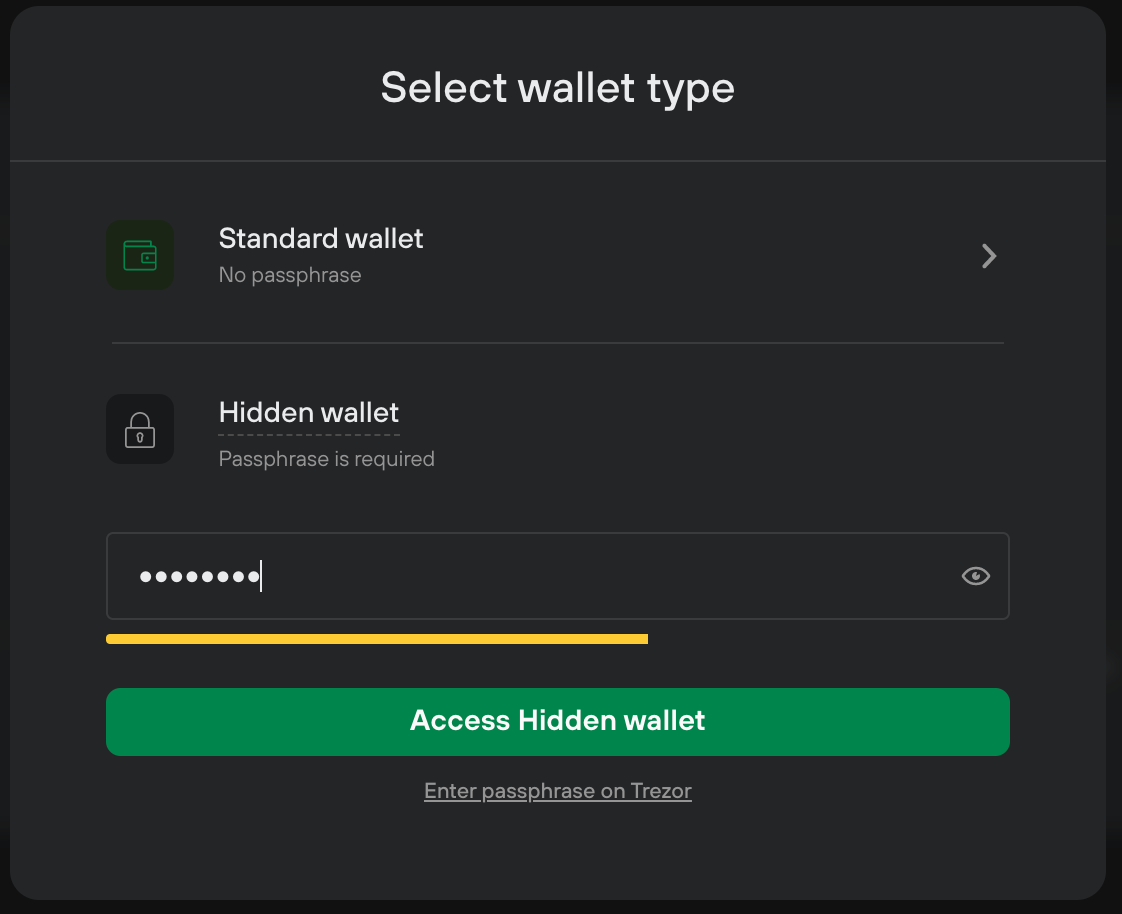 Select wallet type
Standard wallet
No passphrase
Hidden wallet
Passphrase is required
••••••••
Access Hidden wallet
Enter passphrase on Trezor